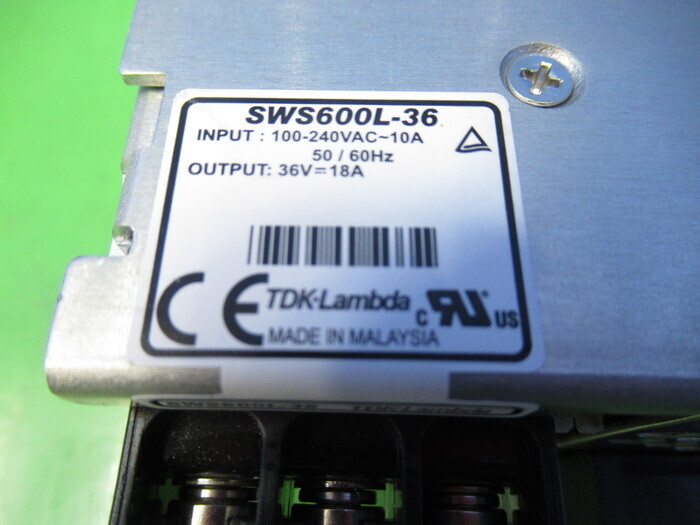 SWS600L-36
INPUT : 100-240VAC~10A
50 / 60Hz
OUTPUT: 36V⎓18A
CE TDK-Lambda c RU US
MADE IN MALAYSIA
SWS600L-36 TDK-Lambda